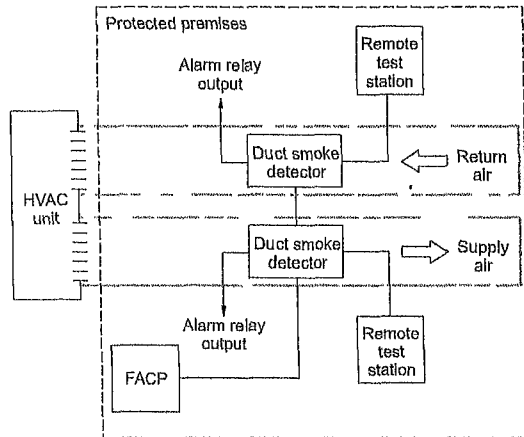 Protected premises
Remote
test
station
Alarm relay
output
Duct smoke
detector
Return
air
HVAC
unit
Duct smoke
detector
Supply
air
Alarm relay
output
Remote
test
station
FACP